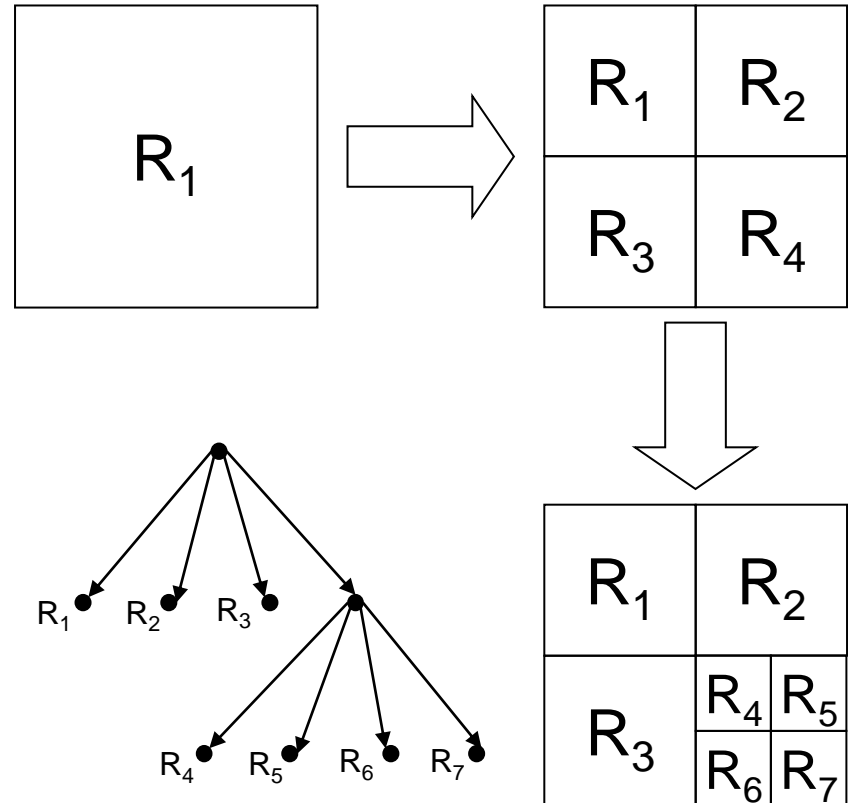 R₁
R₁ R₂
R₃ R₄
R₁ R₂ R₃
R₄ R₅ R₆ R₇
R₁ R₂
R₃
R₄ R₅
R₆ R₇